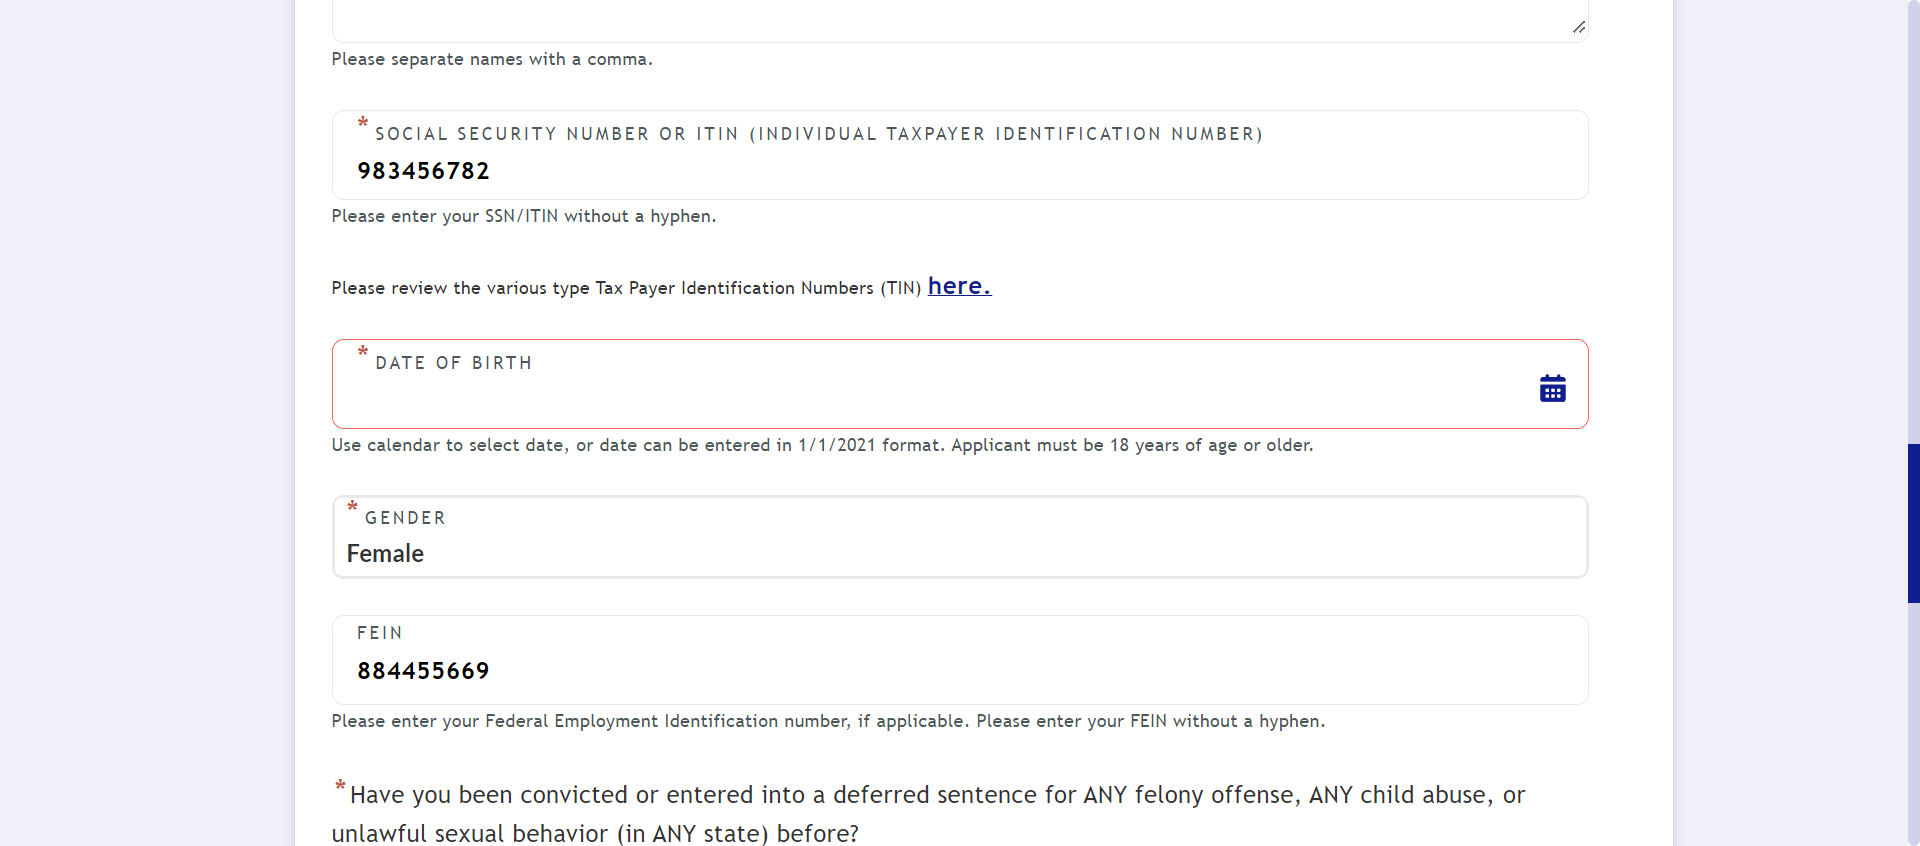 Please separate names with a comma.
* SOCIAL SECURITY NUMBER OR ITIN (INDIVIDUAL TAXPAYER IDENTIFICATION NUMBER)
983456782
Please enter your SSN/ITIN without a hyphen.
Please review the various type Tax Payer Identification Numbers (TIN) here.
* DATE OF BIRTH
Use calendar to select date, or date can be entered in 1/1/2021 format. Applicant must be 18 years of age or older.
* GENDER
Female
FEIN
884455669
Please enter your Federal Employment Identification number, if applicable. Please enter your FEIN without a hyphen.
* Have you been convicted or entered into a deferred sentence for ANY felony offense, ANY child abuse, or
unlawful sexual behavior (in ANY state) before?